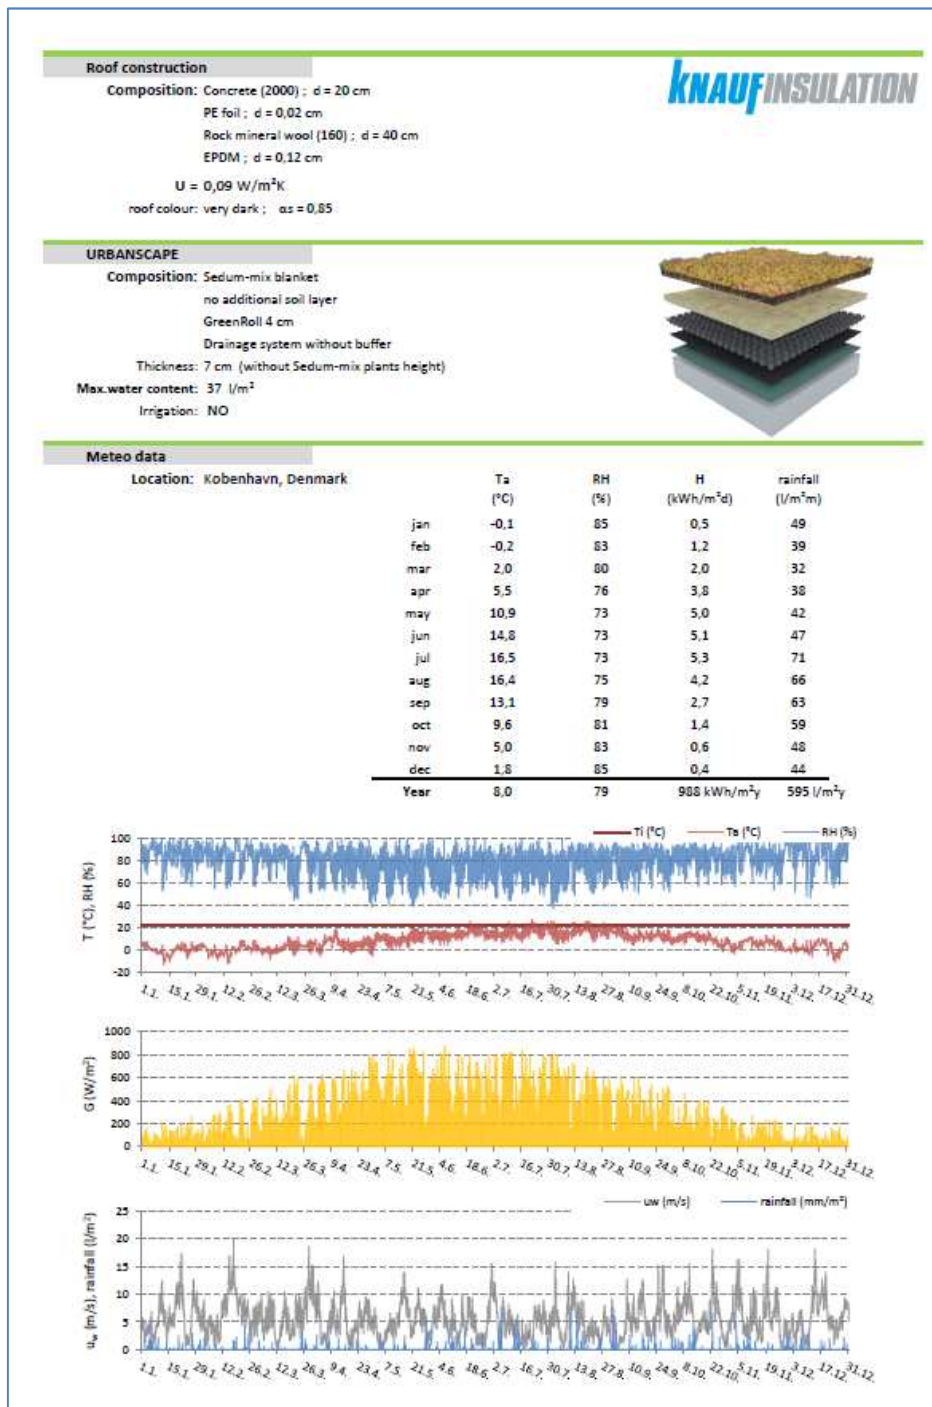 Roof construction
KNAUFINSULATION
Composition: Concrete (2000) ; d = 20 cm
PE foil ; d = 0,02 cm
Rock mineral wool (160) ; d = 40 cm
EPDM ; d = 0,12 cm
U = 0,09 W/m²K
roof colour: very dark ; αs = 0,85
URBANSCAPE
Composition: Sedum-mix blanket
no additional soil layer
GreenRoll 4 cm
Drainage system without buffer
Thickness: 7 cm (without Sedum-mix plants height)
Max.water content: 37 l/m²
Irrigation: NO
Meteo data
Location: Kobenhavn, Denmark
Ta RH H rainfall
(°C) (%) (kWh/m²d) (l/m²m)
jan -0,1 85 0,5 49
feb -0,2 83 1,2 39
mar 2,0 80 2,0 32
apr 5,5 76 3,8 38
may 10,9 73 5,0 42
jun 14,8 73 5,1 47
jul 16,5 73 5,3 71
aug 16,4 75 4,2 66
sep 13,1 79 2,7 63
oct 9,6 81 1,4 59
nov 5,0 83 0,6 48
dec 1,8 85 0,4 44
Year 8,0 79 988 kWh/m²y 595 l/m²y
Ti (°C) Ta (°C) RH (%)
T (°C), RH (%)
100
80
60
40
20
0
-20
1.1. 15.1. 29.1. 12.2. 26.2. 12.3. 26.3. 9.4. 23.4. 7.5. 21.5. 4.6. 18.6. 2.7. 16.7. 30.7. 13.8. 27.8. 10.9. 24.9. 8.10. 22.10. 5.11. 19.11. 3.12. 17.12. 31.12.
G (W/m²)
1000
800
600
400
200
0
1.1. 15.1. 29.1. 12.2. 26.2. 12.3. 26.3. 9.4. 23.4. 7.5. 21.5. 4.6. 18.6. 2.7. 16.7. 30.7. 13.8. 27.8. 10.9. 24.9. 8.10. 22.10. 5.11. 19.11. 3.12. 17.12. 31.12.
uw (m/s) rainfall (mm/m²)
uw (m/s), rainfall (l/m²)
25
20
15
10
5
0
1.1. 15.1. 29.1. 12.2. 26.2. 12.3. 26.3. 9.4. 23.4. 7.5. 21.5. 4.6. 18.6. 2.7. 16.7. 30.7. 13.8. 27.8. 10.9. 24.9. 8.10. 22.10. 5.11. 19.11. 3.12. 17.12. 31.12.